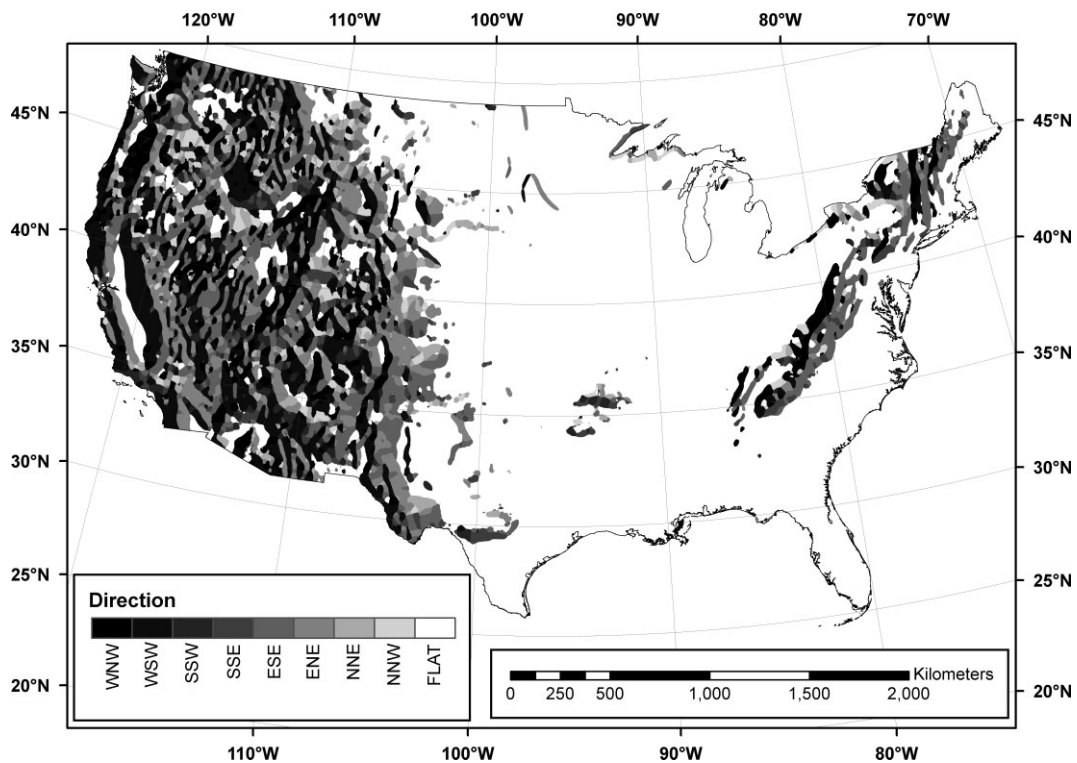 120°W 110°W 100°W 90°W 80°W 70°W
45°N 45°N
40°N 40°N
35°N 35°N
30°N 30°N
25°N 25°N
20°N 20°N
Direction
WNW WSW SSW SSE ESE ENE NNE NNW FLAT
Kilometers
0 250 500 1,000 1,500 2,000
110°W 100°W 90°W 80°W